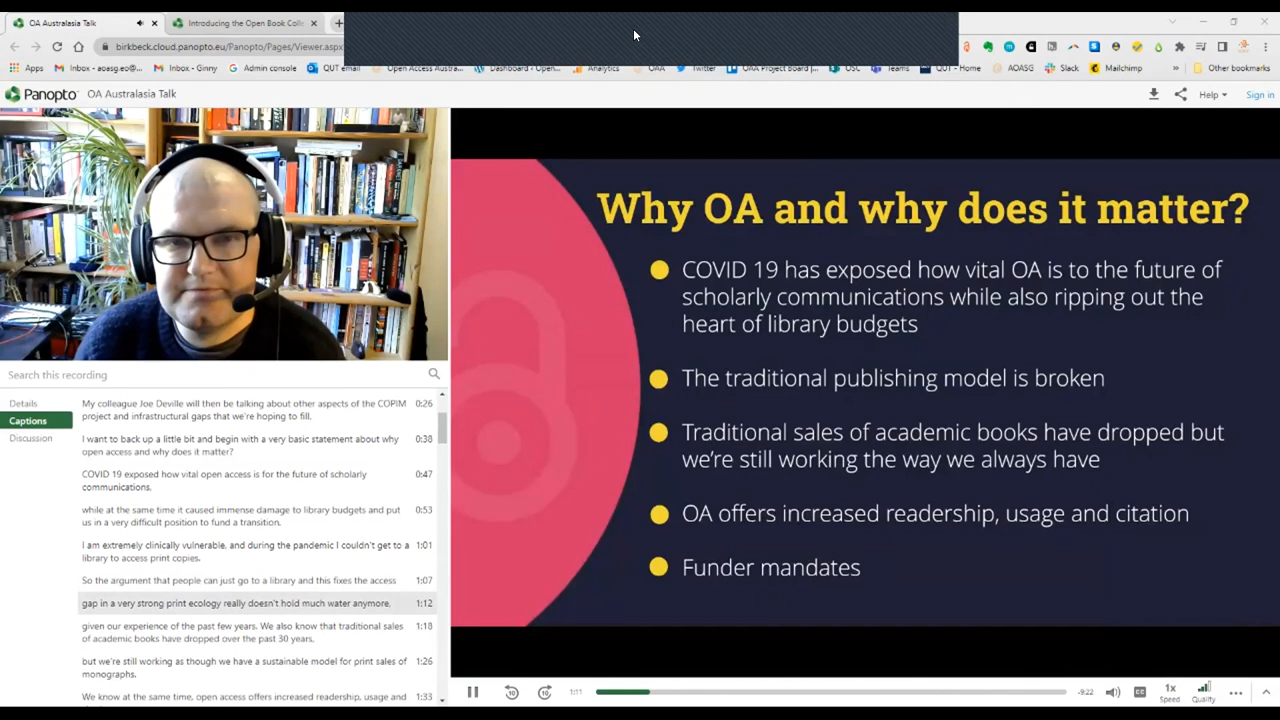 OA Australasia Talk
Introducing the Open Book Colle
birkbeck.cloud.panopto.eu/Panopto/Pages/Viewer.aspx
Apps
Inbox - aoasg.eo@...
Inbox - Ginny
Admin console
QUT email
Open Access Austra...
Dashboard | Open...
Analytics
OAA
Twitter
OAA Project Board |...
OSC
Teams
QUT - Home
AOASG
Slack
Mailchimp
»
Other bookmarks
Panopto
OA Australasia Talk
Help
Sign in
Why OA and why does it matter?
COVID 19 has exposed how vital OA is to the future of
scholarly communications while also ripping out the
heart of library budgets
The traditional publishing model is broken
Traditional sales of academic books have dropped but
we're still working the way we always have
OA offers increased readership, usage and citation
Funder mandates
Search this recording
Details
Captions
Discussion
My colleague Joe Deville will then be talking about other aspects of the COPIM 0:26
project and infrastructural gaps that we're hoping to fill.
I want to back up a little bit and begin with a very basic statement about why 0:38
open access and why does it matter?
COVID 19 exposed how vital open access is for the future of scholarly 0:47
communications.
while at the same time it caused immense damage to library budgets and put 0:53
us in a very difficult position to fund a transition.
I am extremely clinically vulnerable, and during the pandemic I couldn't get to a 1:01
library to access print copies.
So the argument that people can just go to a library and this fixes the access 1:07
gap in a very strong print ecology really doesn't hold much water anymore. 1:12
given our experience of the past few years. We also know that traditional sales 1:18
of academic books have dropped over the past 30 years.
but we're still working as though we have a sustainable model for print sales of 1:26
monographs.
We know at the same time, open access offers increased readership, usage and 1:33
10
10
1:11
-9:22
CC
1x
Speed
Quality